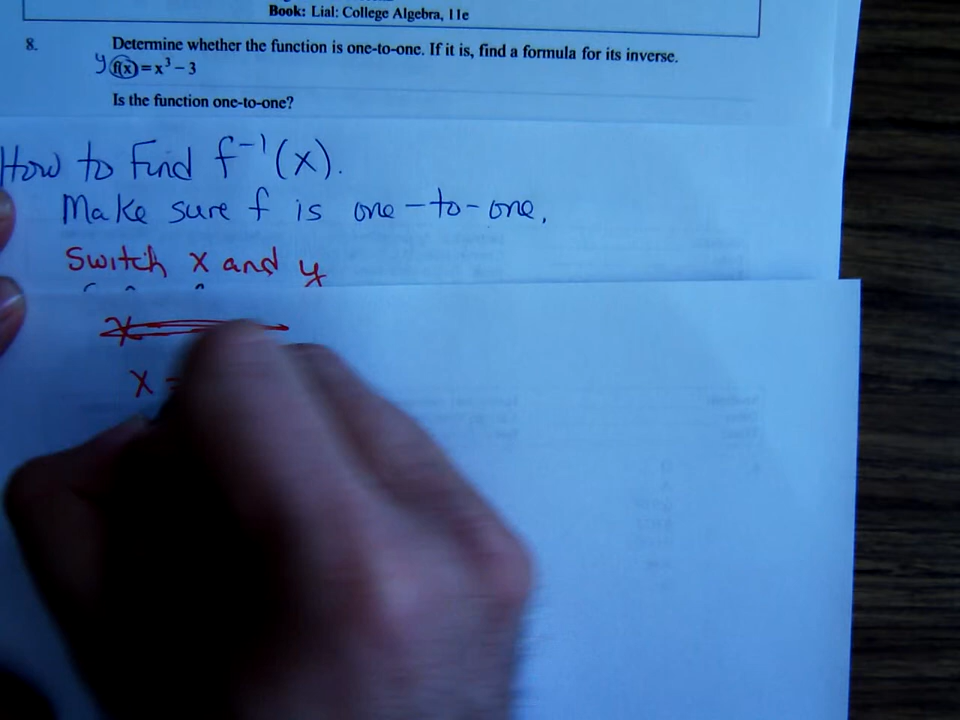 Book: Lial: College Algebra, 11e
8. Determine whether the function is one-to-one. If it is, find a formula for its inverse.
y f(x) = x³ – 3
Is the function one-to-one?
How to Find f⁻¹(x).
Make sure f is one-to-one.
Switch x and y
x
x =